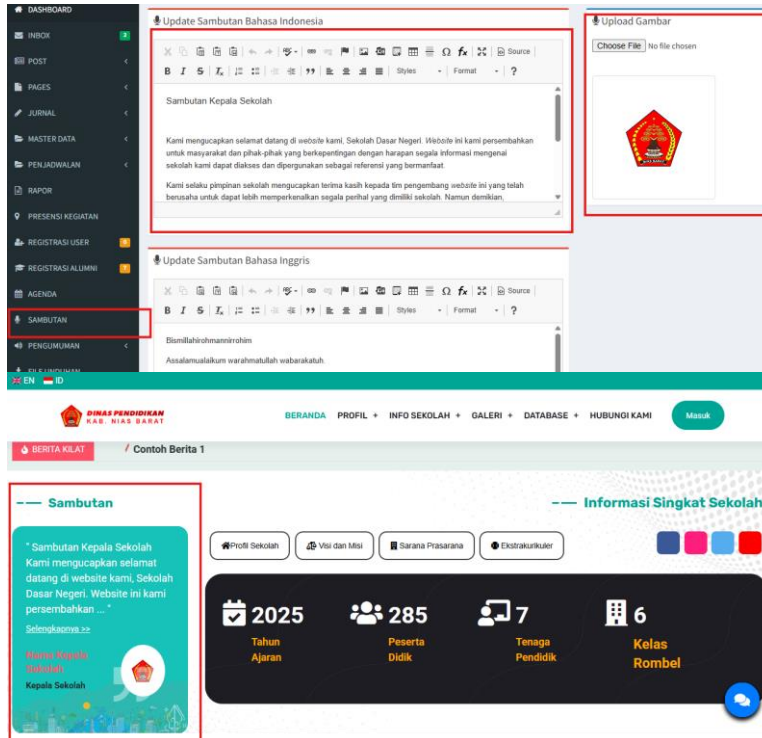 DASHBOARD
INBOX 2
POST
PAGES
JURNAL
MASTER DATA
PENJADWALAN
RAPOR
PRESENSI KEGIATAN
REGISTRASI USER
REGISTRASI ALUMNI
AGENDA
SAMBUTAN
PENGUMUMAN
Update Sambutan Bahasa Indonesia
Source
B I S Tx Styles Format ?
Sambutan Kepala Sekolah
Kami mengucapkan selamat datang di website kami, Sekolah Dasar Negeri. Website ini kami persembahkan
untuk masyarakat dan pihak-pihak yang berkepentingan dengan harapan segala informasi mengenai
sekolah kami dapat diakses dan dipergunakan sebagai referensi yang bermanfaat.
Kami selaku pimpinan sekolah mengucapkan terima kasih kepada tim pengembang website ini yang telah
berusaha untuk dapat lebih memperkenalkan segala perihal yang dimiliki sekolah. Namun demikian,
Upload Gambar
Choose File No file chosen
Update Sambutan Bahasa Inggris
Source
B I S Tx Styles Format ?
Bismillahirohmannirrohim
Assalamualaikum warahmatullah wabarakatuh.
EN ID
DINAS PENDIDIKAN
KAB. NIAS BARAT
BERANDA PROFIL + INFO SEKOLAH + GALERI + DATABASE + HUBUNGI KAMI Masuk
BERITA KILAT / Contoh Berita 1
Sambutan
Informasi Singkat Sekolah
" Sambutan Kepala Sekolah
Kami mengucapkan selamat
datang di website kami, Sekolah
Dasar Negeri. Website ini kami
persembahkan ... "
Selengkapnya >>
Nama Kepala
Sekolah
Kepala Sekolah
Profil Sekolah
Visi dan Misi
Sarana Prasarana
Ekstrakurikuler
2025
Tahun
Ajaran
285
Peserta
Didik
7
Tenaga
Pendidik
6
Kelas
Rombel